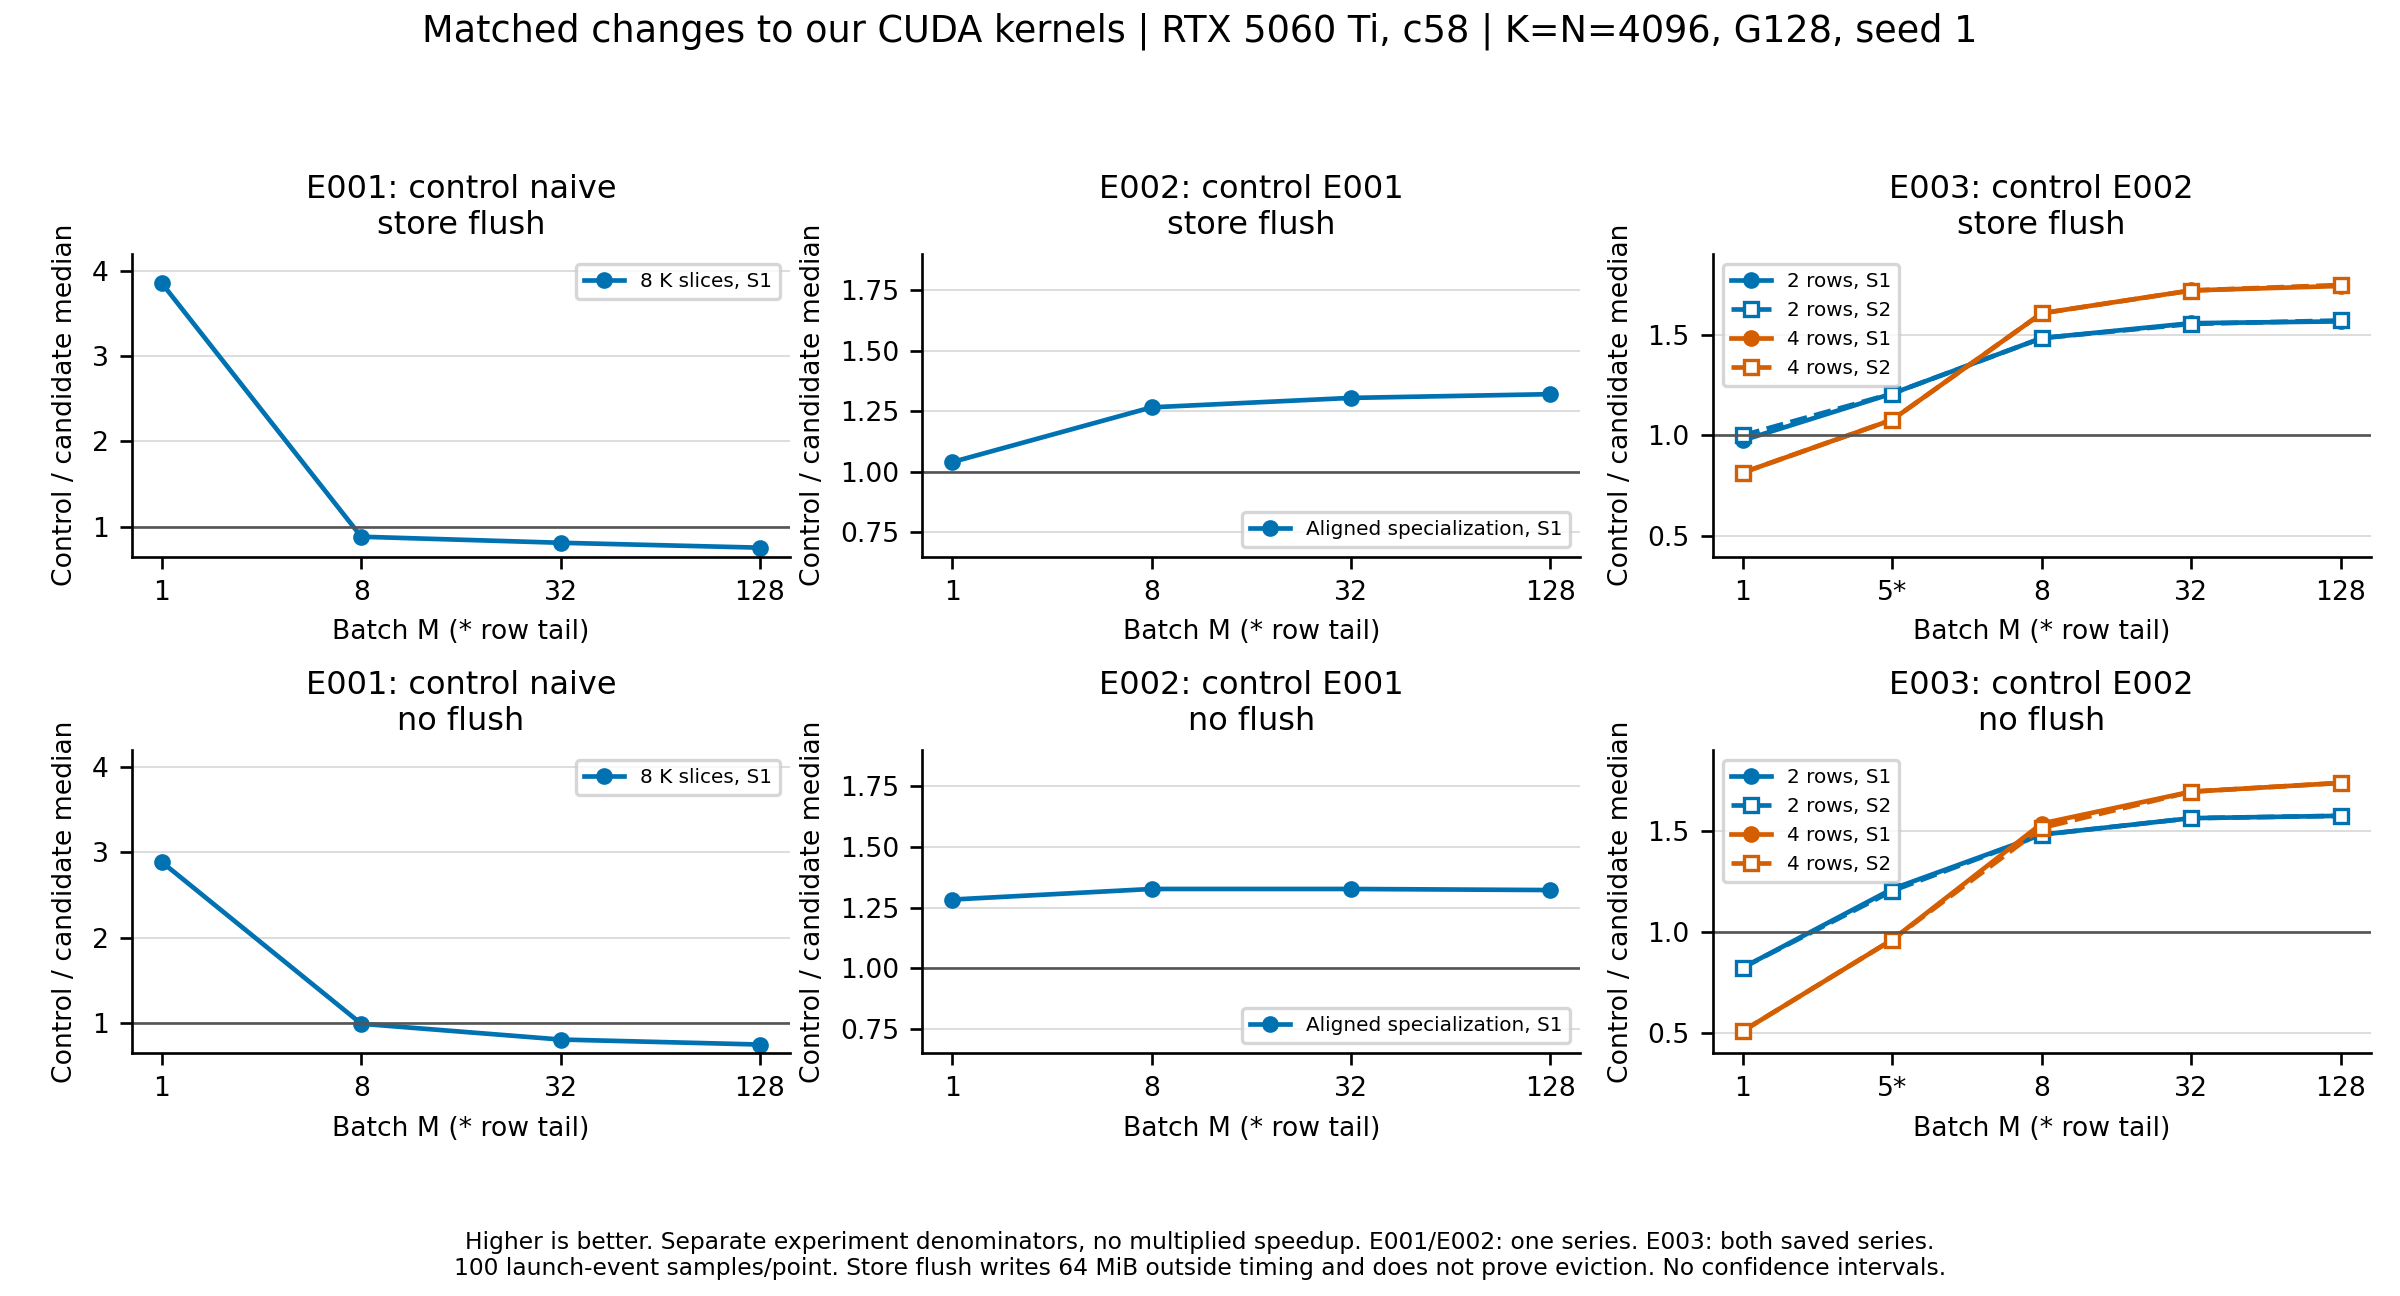 Matched changes to our CUDA kernels | RTX 5060 Ti, c58 | K=N=4096, G128, seed 1
E001: control naive
store flush
Control / candidate median
4
3
2
1
8 K slices, S1
1
8
32
128
Batch M (* row tail)
E002: control E001
store flush
Control / candidate median
1.75
1.50
1.25
1.00
0.75
Aligned specialization, S1
1
8
32
128
Batch M (* row tail)
E003: control E002
store flush
Control / candidate median
1.5
1.0
0.5
2 rows, S1
2 rows, S2
4 rows, S1
4 rows, S2
1
5*
8
32
128
Batch M (* row tail)
E001: control naive
no flush
Control / candidate median
4
3
2
1
8 K slices, S1
1
8
32
128
Batch M (* row tail)
E002: control E001
no flush
Control / candidate median
1.75
1.50
1.25
1.00
0.75
Aligned specialization, S1
1
8
32
128
Batch M (* row tail)
E003: control E002
no flush
Control / candidate median
1.5
1.0
0.5
2 rows, S1
2 rows, S2
4 rows, S1
4 rows, S2
1
5*
8
32
128
Batch M (* row tail)
Higher is better. Separate experiment denominators, no multiplied speedup. E001/E002: one series. E003: both saved series.
100 launch-event samples/point. Store flush writes 64 MiB outside timing and does not prove eviction. No confidence intervals.